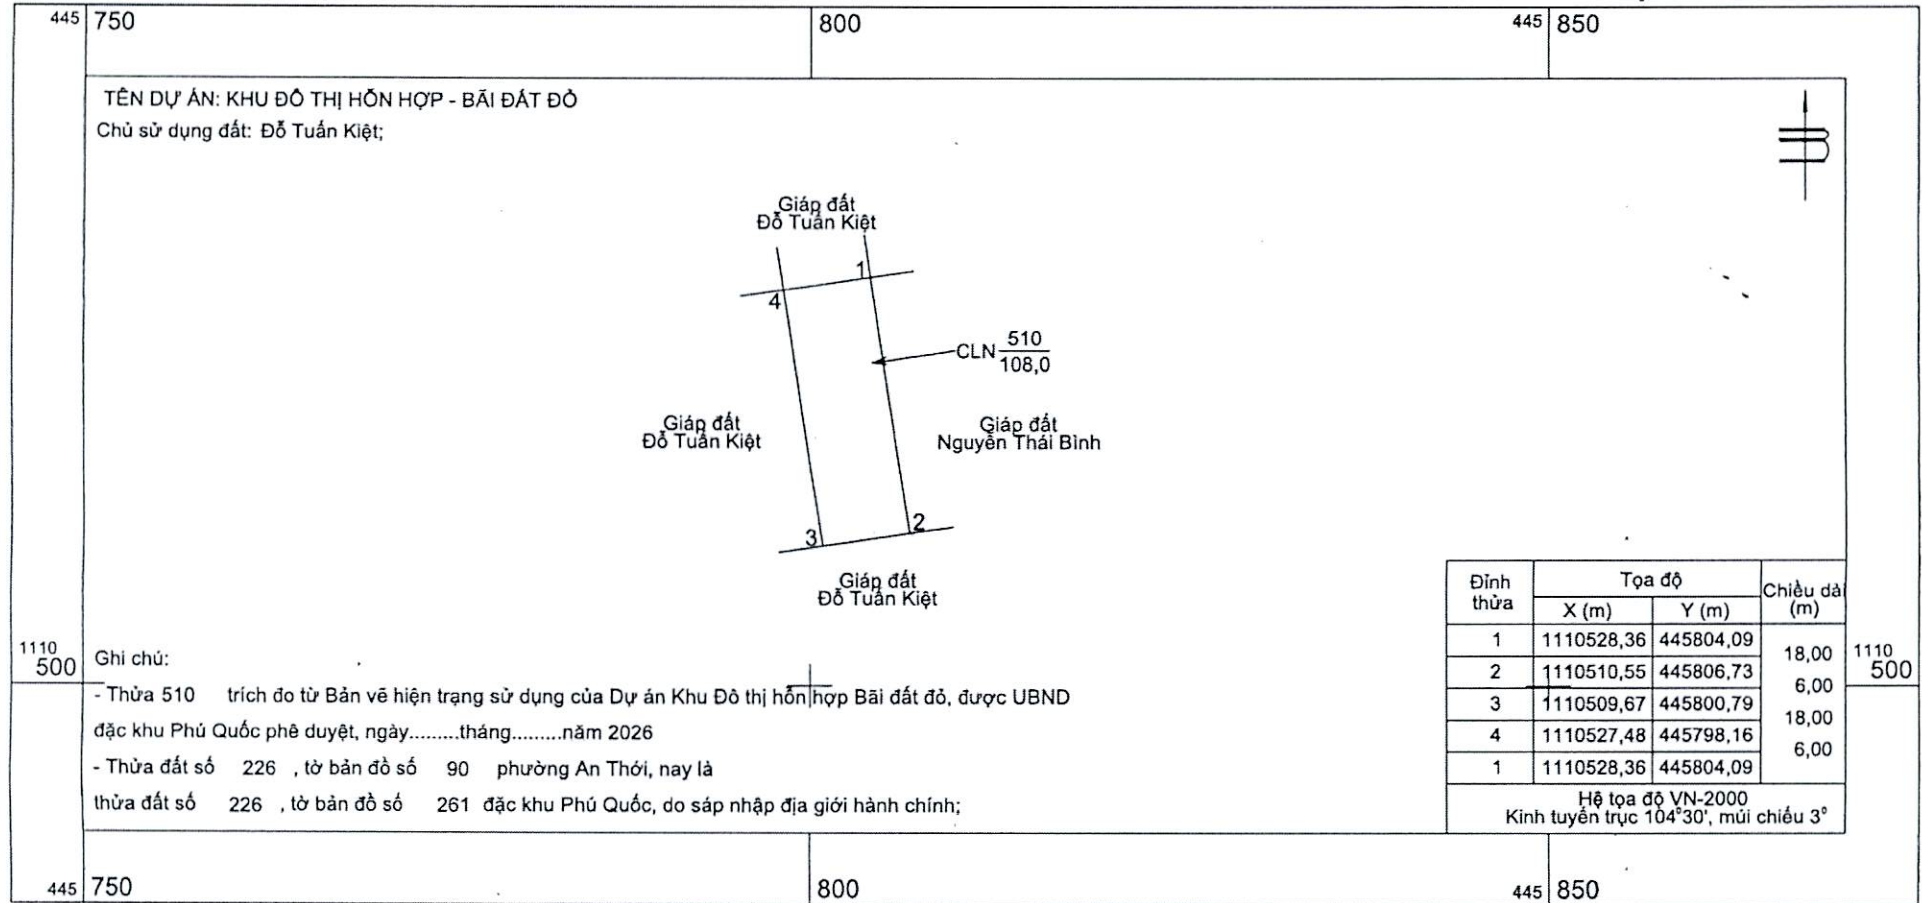 445 750 800 445 850
TÊN DỰ ÁN: KHU ĐÔ THỊ HỖN HỢP - BÃI ĐẤT ĐỎ
Chủ sử dụng đất: Đỗ Tuấn Kiệt;
B
Giáp đất
Đỗ Tuấn Kiệt
1
4
CLN 510
108,0
Giáp đất
Đỗ Tuấn Kiệt
Giáp đất
Nguyễn Thái Bình
2
3
Giáp đất
Đỗ Tuấn Kiệt
Đỉnh thửa Tọa độ Chiều dài (m)
X (m) Y (m)
1 1110528,36 445804,09
18,00
2 1110510,55 445806,73
6,00
3 1110509,67 445800,79
18,00
4 1110527,48 445798,16
6,00
1 1110528,36 445804,09
Hệ tọa độ VN-2000
Kinh tuyến trục 104°30', múi chiếu 3°
1110
500
1110
500
Ghi chú:
- Thửa 510 trích đo từ Bản vẽ hiện trạng sử dụng của Dự án Khu Đô thị hỗn hợp Bãi đất đỏ, được UBND
đặc khu Phú Quốc phê duyệt, ngày.........tháng.........năm 2026
- Thửa đất số 226 , tờ bản đồ số 90 phường An Thới, nay là
thửa đất số 226 , tờ bản đồ số 261 đặc khu Phú Quốc, do sáp nhập địa giới hành chính;
445 750 800 445 850